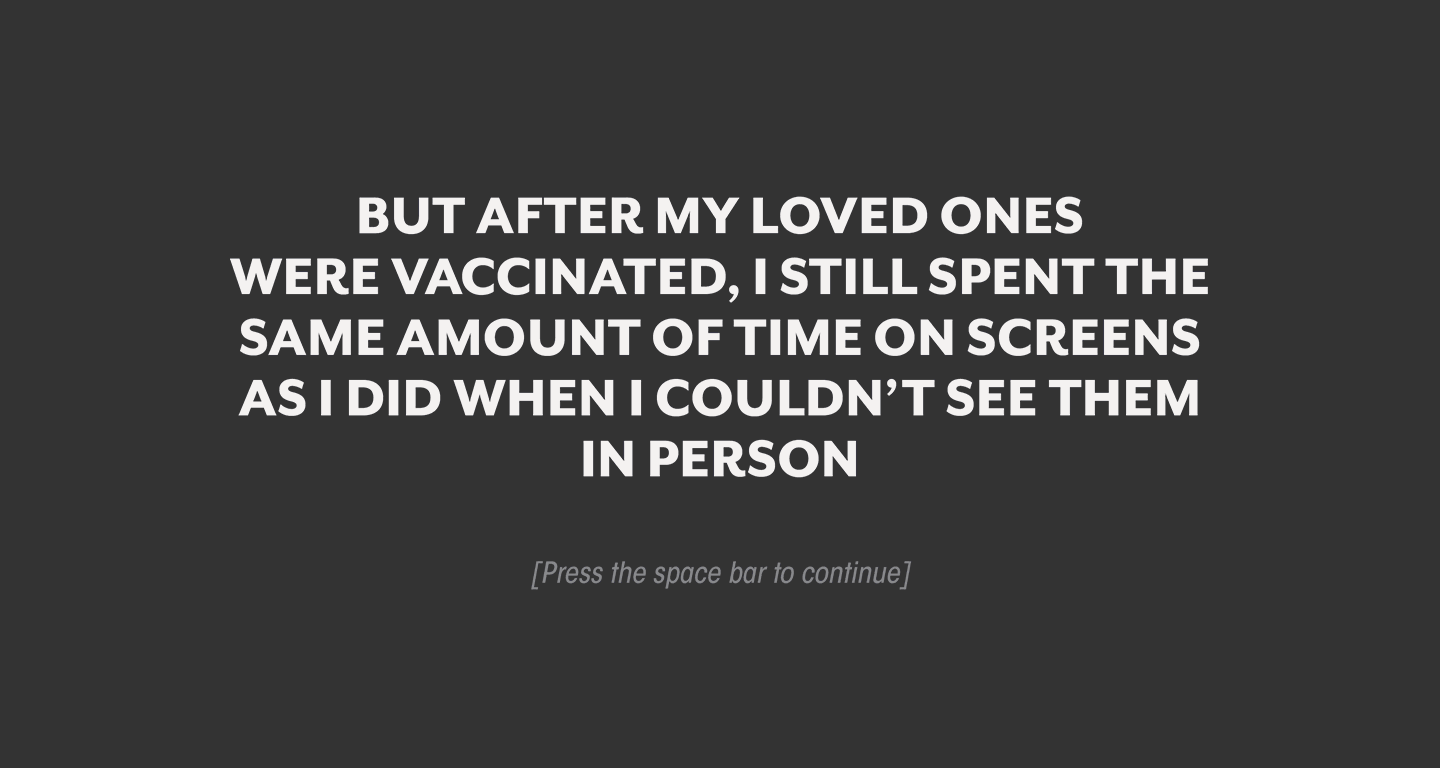 BUT AFTER MY LOVED ONES
WERE VACCINATED, I STILL SPENT THE
SAME AMOUNT OF TIME ON SCREENS
AS I DID WHEN I COULDN’T SEE THEM
IN PERSON
[Press the space bar to continue]